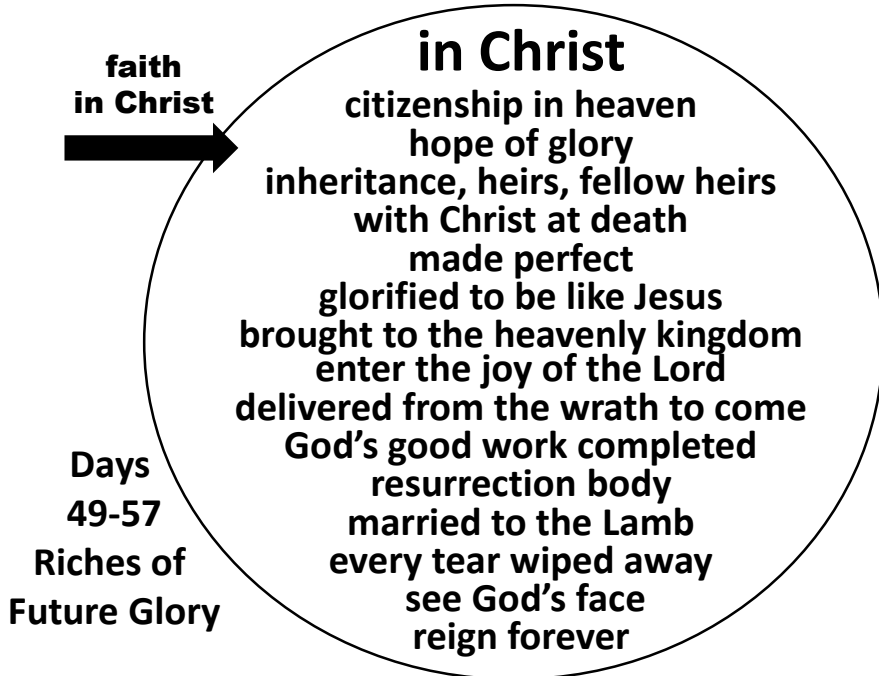 faith
in Christ
in Christ
citizenship in heaven
hope of glory
inheritance, heirs, fellow heirs
with Christ at death
made perfect
glorified to be like Jesus
brought to the heavenly kingdom
enter the joy of the Lord
delivered from the wrath to come
God’s good work completed
resurrection body
married to the Lamb
every tear wiped away
see God’s face
reign forever
Days
49-57
Riches of
Future Glory